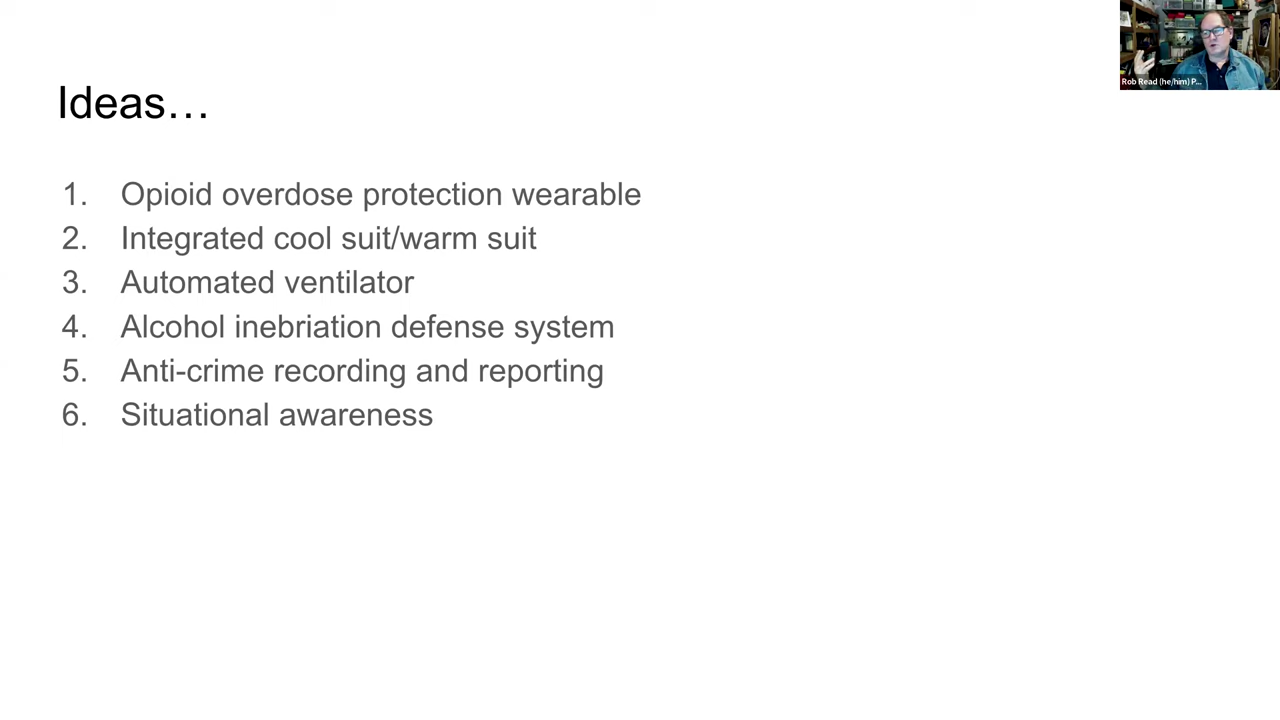 Ideas…
1. Opioid overdose protection wearable
2. Integrated cool suit/warm suit
3. Automated ventilator
4. Alcohol inebriation defense system
5. Anti-crime recording and reporting
6. Situational awareness
Rob Read (he/him) P...